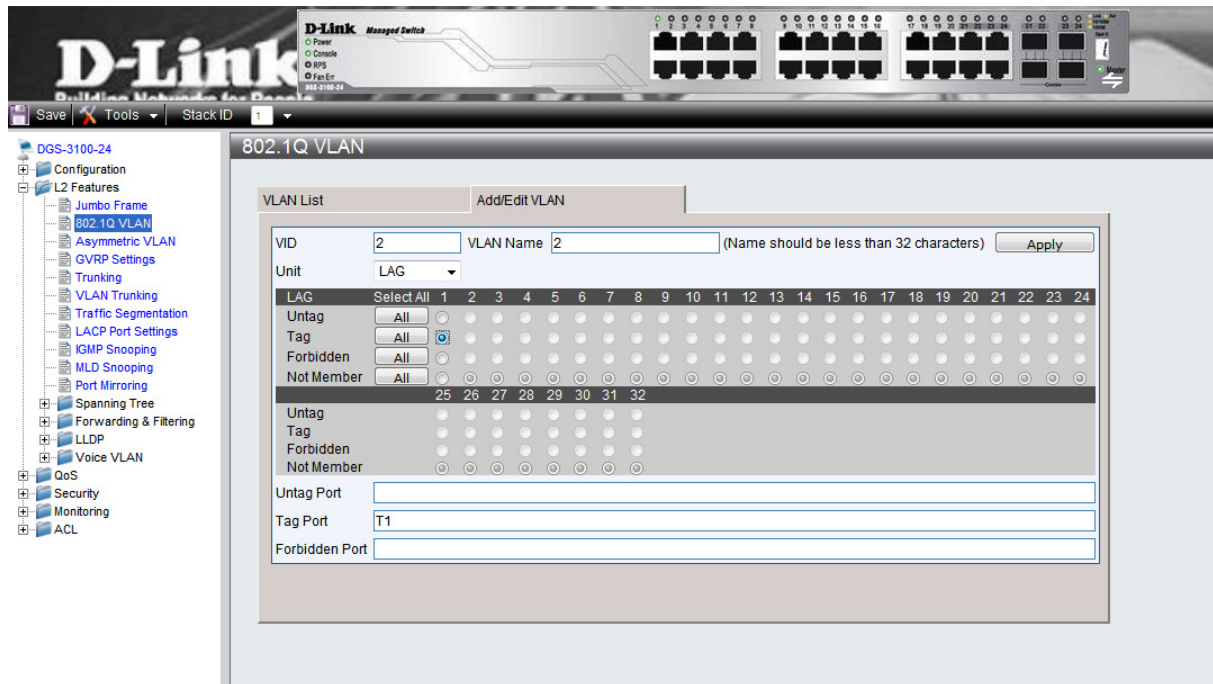 D-Link
Building Networks for People
D-Link Managed Switch
Power
Console
RPS
Fan Err
DGS-3100-24
Save Tools Stack ID 1
DGS-3100-24
Configuration
L2 Features
Jumbo Frame
802.1Q VLAN
Asymmetric VLAN
GVRP Settings
Trunking
VLAN Trunking
Traffic Segmentation
LACP Port Settings
IGMP Snooping
MLD Snooping
Port Mirroring
Spanning Tree
Forwarding & Filtering
LLDP
Voice VLAN
QoS
Security
Monitoring
ACL
802.1Q VLAN
VLAN List Add/Edit VLAN
VID 2 VLAN Name 2 (Name should be less than 32 characters) Apply
Unit LAG
LAG Select All 1 2 3 4 5 6 7 8 9 10 11 12 13 14 15 16 17 18 19 20 21 22 23 24
Untag All
Tag All
Forbidden All
Not Member All
25 26 27 28 29 30 31 32
Untag
Tag
Forbidden
Not Member
Untag Port
Tag Port T1
Forbidden Port